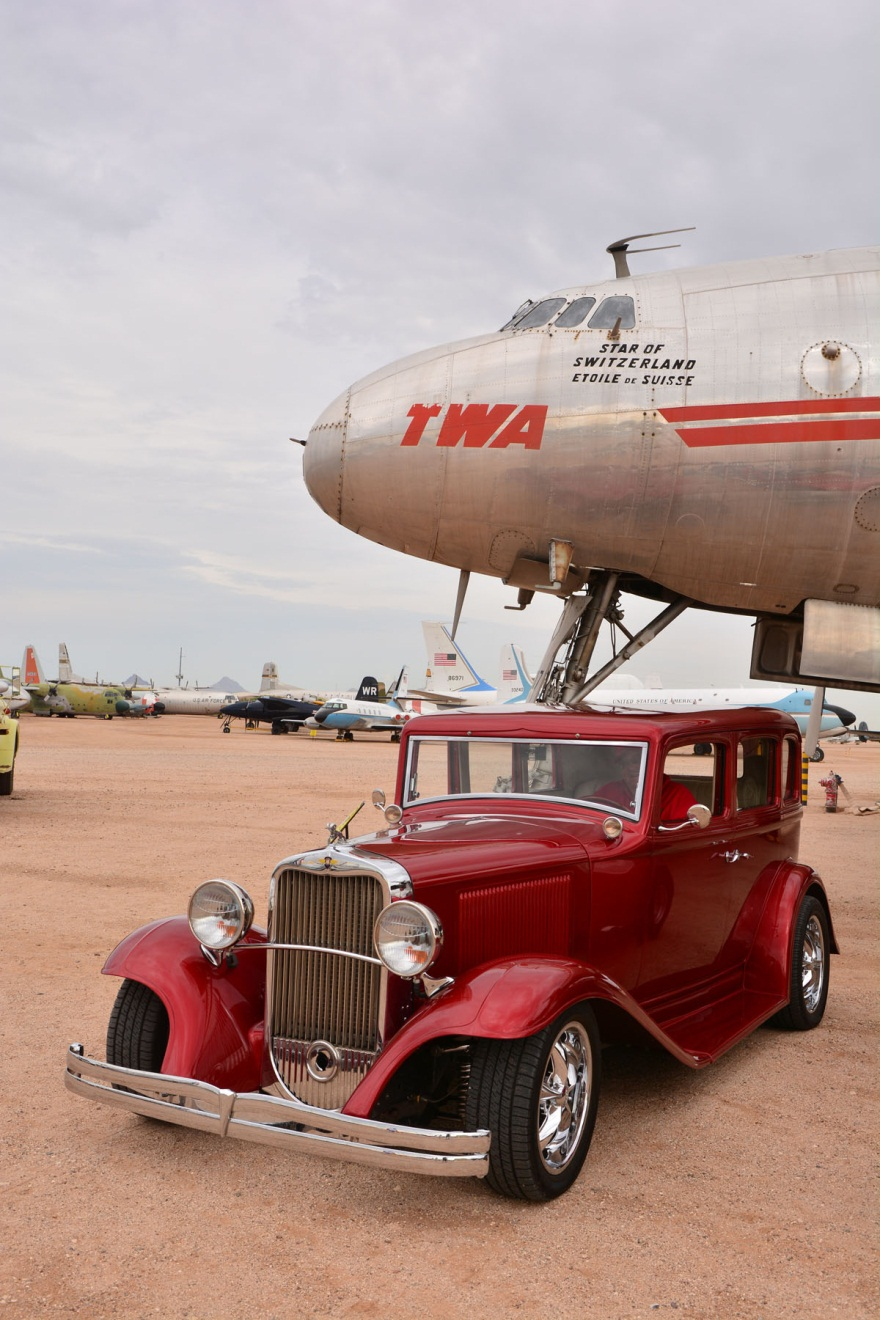 STAR OF
SWITZERLAND
ETOILE DE SUISSE
TWA
WR
UNITED STATES OF AMERICA